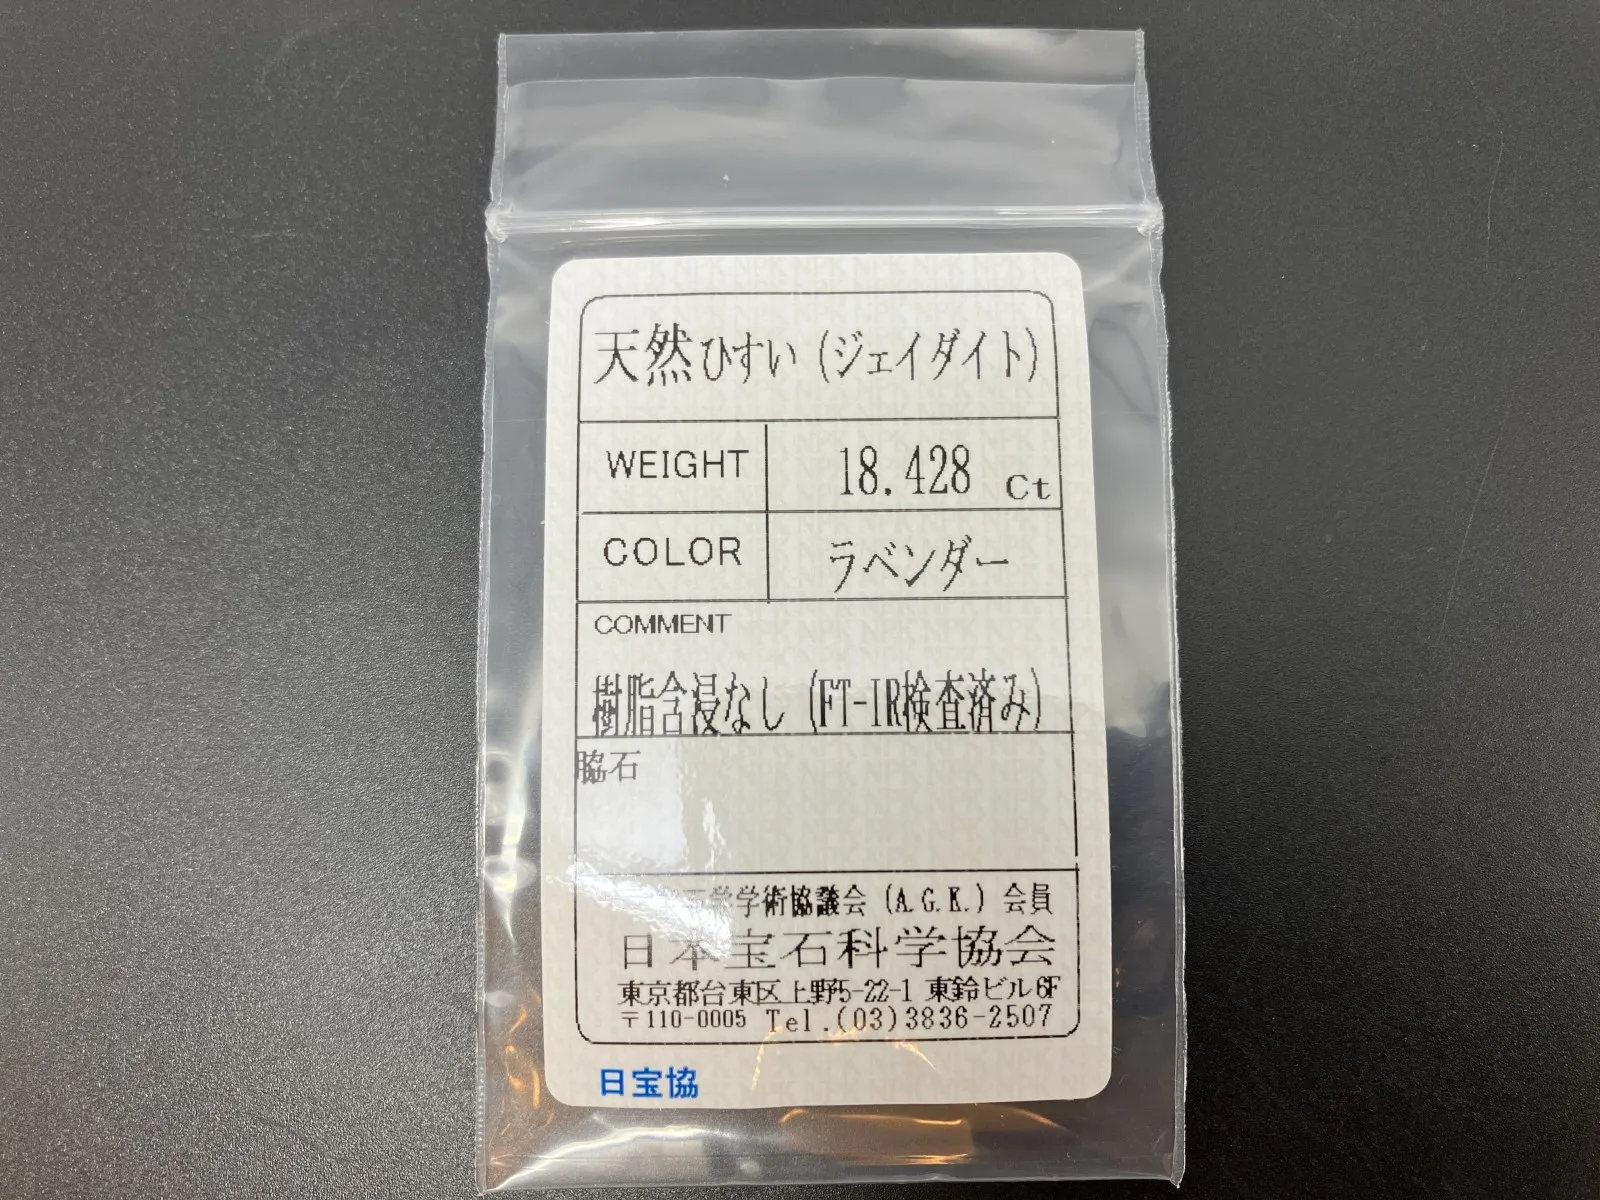 天然ひすい (ジェイダイト)
WEIGHT 18.428 Ct
COLOR ラベンダー
COMMENT
樹脂含浸なし (FT-IR検査済み)
脇石
学学術協議会 (A.G.K.) 会員
日本宝石科学協会
東京都台東区上野5-22-1 東鈴ビル6F
〒110-0005 Tel.(03)3836-2507
日宝協